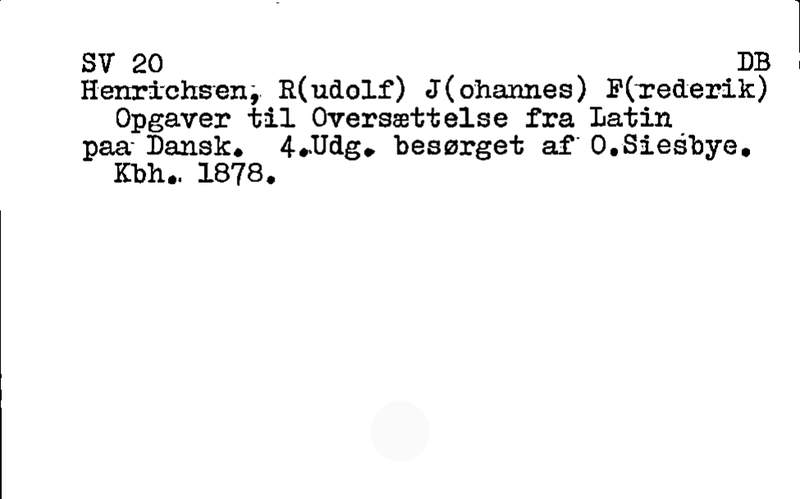 SV 20 DB
Henrichsen, R(udolf) J(ohannes) F(rederik)
Opgaver til Oversættelse fra Latin
paa Dansk. 4.Udg. besørget af O.Siesbye.
Kbh. 1878.